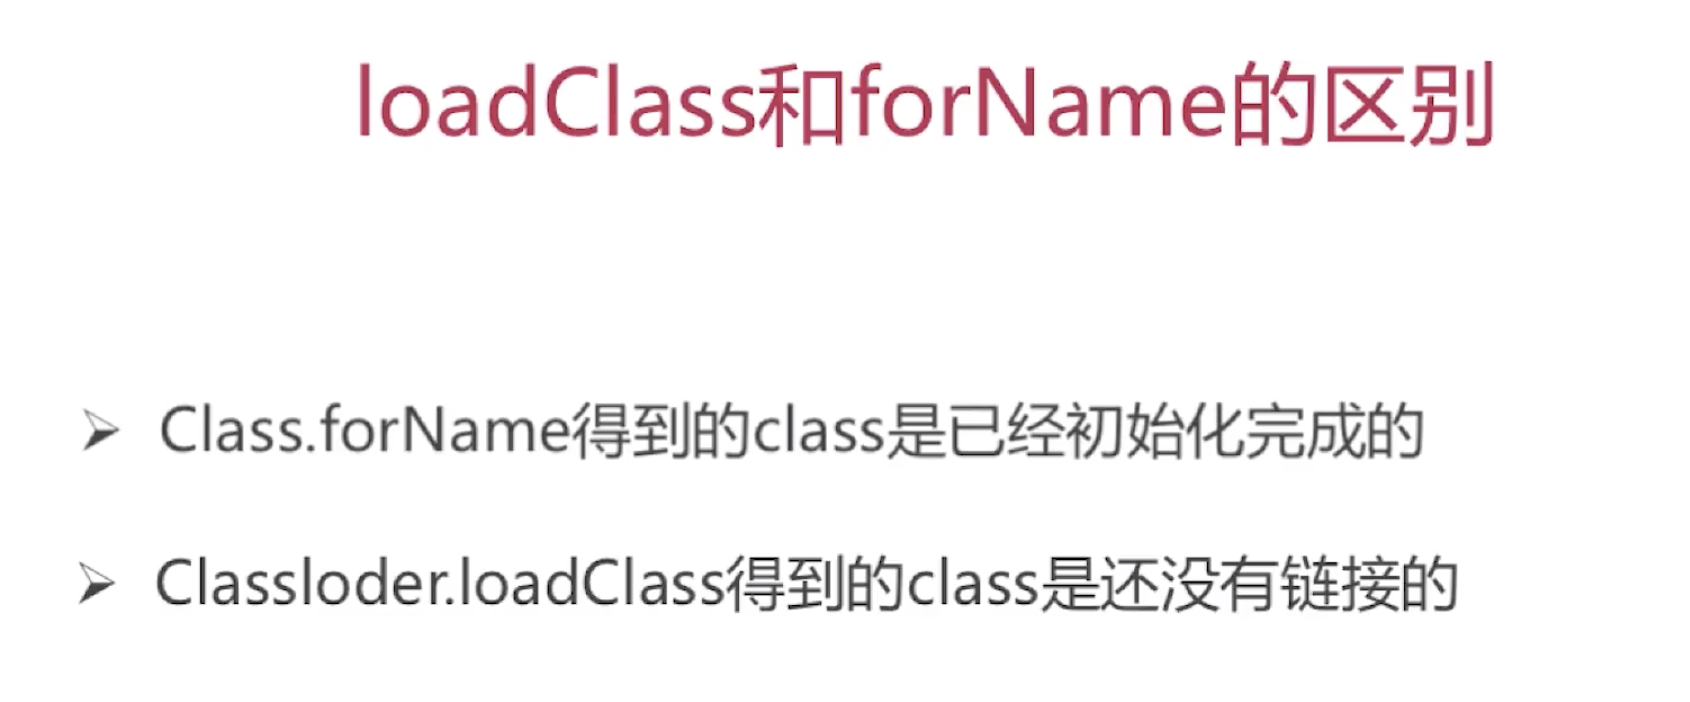 loadClass和forName的区别
➢ Class.forName得到的class是已经初始化完成的
➢ Classloder.loadClass得到的class是还没有链接的